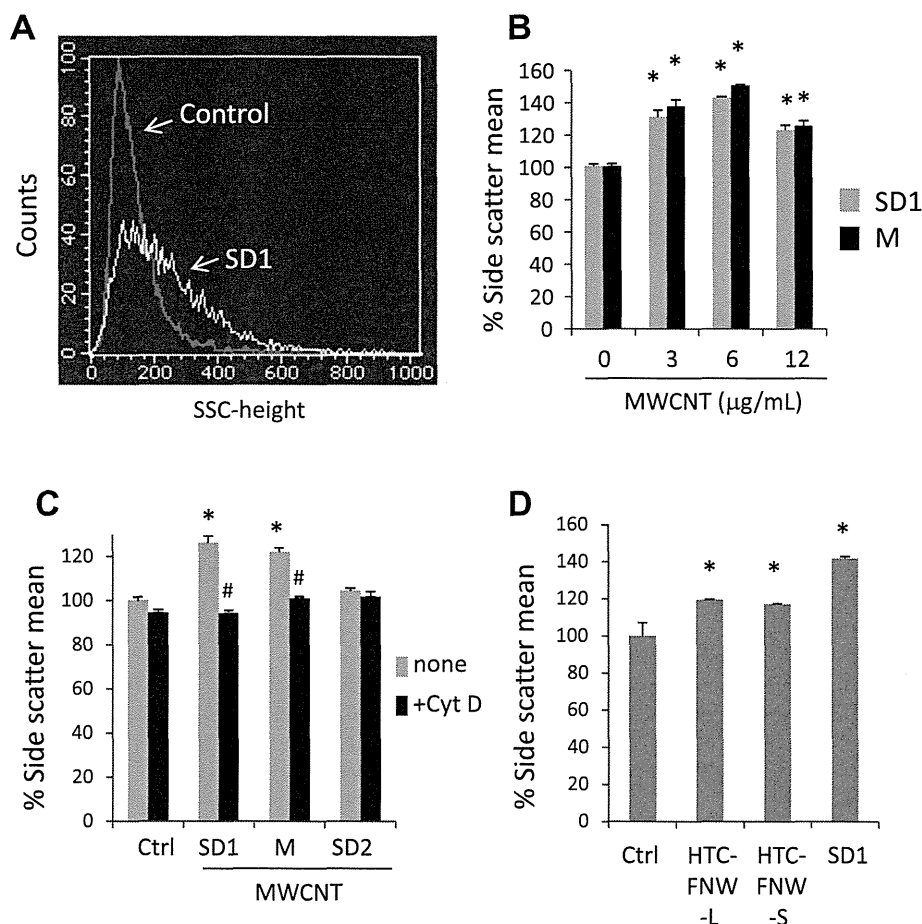 A
100
80
60
40
20
0
Counts
Control
SD1
0 200 400 600 800 1000
SSC-height
B
160
140
120
100
80
60
40
20
0
% Side scatter mean
* * * * * *
SD1
M
0 3 6 12
MWCNT (µg/mL)
C
120
100
80
60
40
20
0
% Side scatter mean
* # * #
none
+Cyt D
Ctrl SD1 M SD2
MWCNT
D
160
140
120
100
80
60
40
20
0
% Side scatter mean
* * *
Ctrl HTC- HTC- SD1
FNW FNW
-L -S